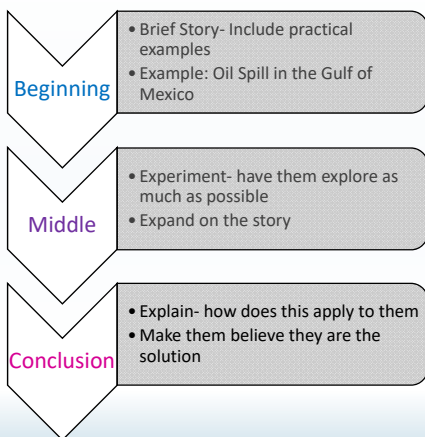 Beginning
• Brief Story- Include practical
examples
• Example: Oil Spill in the Gulf of
Mexico
Middle
• Experiment- have them explore as
much as possible
• Expand on the story
Conclusion
• Explain- how does this apply to them
• Make them believe they are the
solution